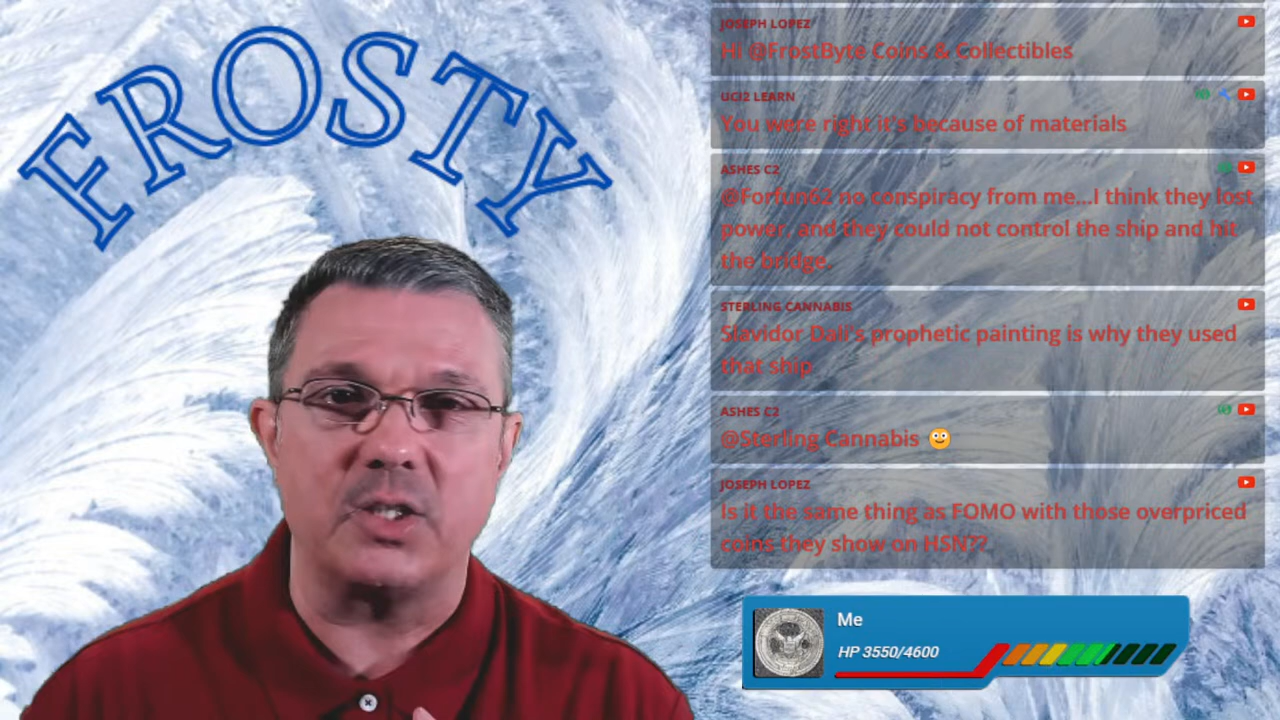 FROSTY
JOSEPH LOPEZ
Hi @FrostByte Coins & Collectibles
UCI2 LEARN
You were right it's because of materials
ASHES C2
@Forfun62 no conspiracy from me...I think they lost
power, and they could not control the ship and hit
the bridge.
STERLING CANNABIS
Slavidor Dali's prophetic painting is why they used
that ship
ASHES C2
@Sterling Cannabis
JOSEPH LOPEZ
Is it the same thing as FOMO with those overpriced
coins they show on HSN??
Me
HP 3550/4600